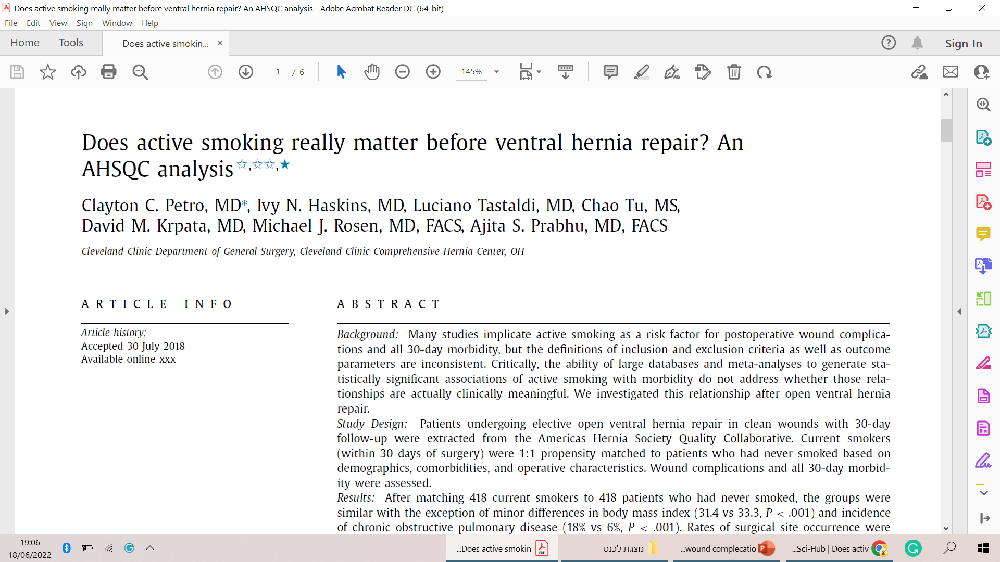 Does active smoking really matter before ventral hernia repair? An AHSQC analysis - Adobe Acrobat Reader DC (64-bit)
File Edit View Sign Window Help
Home Tools Does active smokin... × Sign In
1 / 6 145%
Does active smoking really matter before ventral hernia repair? An
AHSQC analysis ☆,☆☆,★
Clayton C. Petro, MD*, Ivy N. Haskins, MD, Luciano Tastaldi, MD, Chao Tu, MS,
David M. Krpata, MD, Michael J. Rosen, MD, FACS, Ajita S. Prabhu, MD, FACS
Cleveland Clinic Department of General Surgery, Cleveland Clinic Comprehensive Hernia Center, OH
ARTICLE INFO
Article history:
Accepted 30 July 2018
Available online xxx
ABSTRACT
Background: Many studies implicate active smoking as a risk factor for postoperative wound complica-
tions and all 30-day morbidity, but the definitions of inclusion and exclusion criteria as well as outcome
parameters are inconsistent. Critically, the ability of large databases and meta-analyses to generate sta-
tistically significant associations of active smoking with morbidity do not address whether those rela-
tionships are actually clinically meaningful. We investigated this relationship after open ventral hernia
repair.
Study Design: Patients undergoing elective open ventral hernia repair in clean wounds with 30-day
follow-up were extracted from the Americas Hernia Society Quality Collaborative. Current smokers
(within 30 days of surgery) were 1:1 propensity matched to patients who had never smoked based on
demographics, comorbidities, and operative characteristics. Wound complications and all 30-day morbid-
ity were assessed.
Results: After matching 418 current smokers to 418 patients who had never smoked, the groups were
similar with the exception of minor differences in body mass index (31.4 vs 33.3, P < .001) and incidence
of chronic obstructive pulmonary disease (18% vs 6%, P < .001). Rates of surgical site occurrence were
19:06
18/06/2022
...Does active smokin
מצגת לכנס
...wound complecatio
...Sci-Hub | Does activ